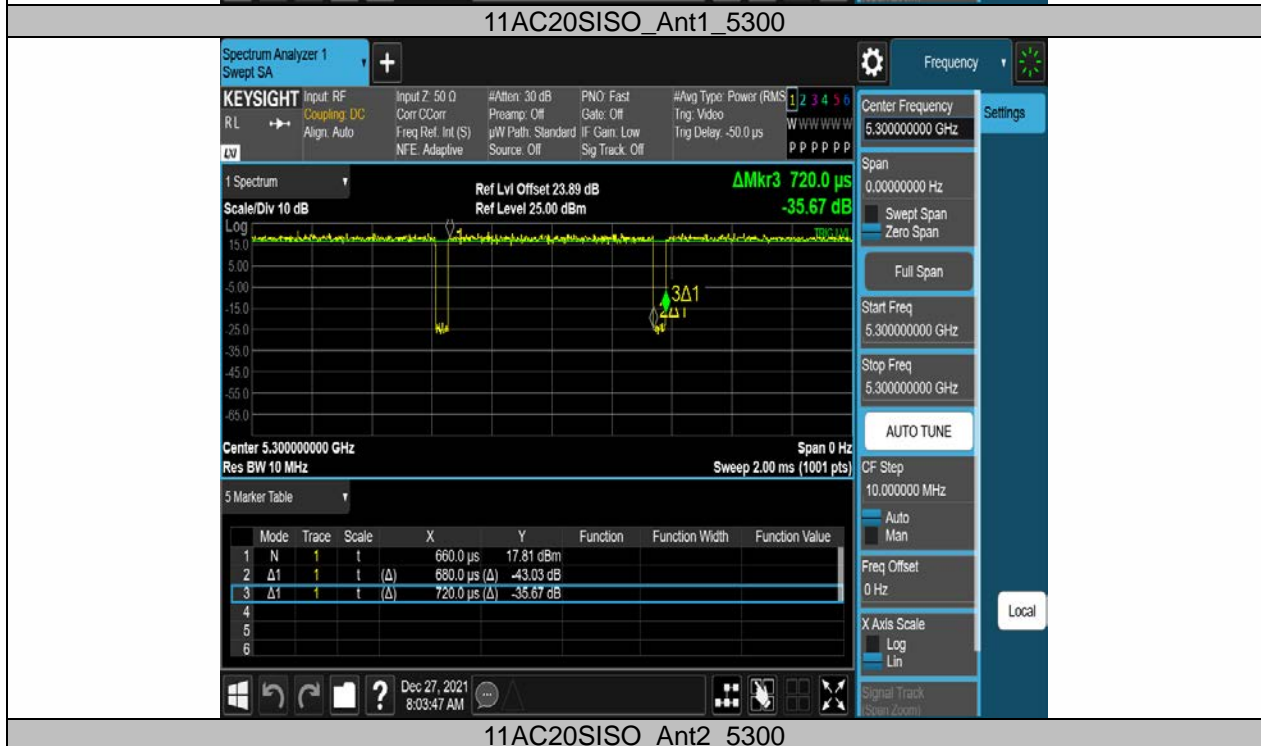 11AC20SISO_Ant1_5300
Spectrum Analyzer 1
Swept SA
Frequency
KEYSIGHT
RL
LXI
Input: RF
Coupling: DC
Align: Auto
Input Z: 50 Ω
Corr CCorr
Freq Ref: Int (S)
NFE: Adaptive
#Atten: 30 dB
Preamp: Off
µW Path: Standard
Source: Off
PNO: Fast
Gate: Off
IF Gain: Low
Sig Track: Off
#Avg Type: Power (RMS
Trig: Video
Trig Delay: -50.0 µs
1 2 3 4 5 6
W W W W W W
P P P P P P
1 Spectrum
Scale/Div 10 dB
Ref Lvl Offset 23.89 dB
Ref Level 25.00 dBm
ΔMkr3 720.0 µs
-35.67 dB
Log
15.0
5.00
-5.00
-15.0
-25.0
-35.0
-45.0
-55.0
-65.0
TRIG LVL
1
3Δ1
2Δ1
Center 5.300000000 GHz
Res BW 10 MHz
Span 0 Hz
Sweep 2.00 ms (1001 pts)
5 Marker Table
Mode Trace Scale X Y Function Function Width Function Value
1 N 1 t 660.0 µs 17.81 dBm
2 Δ1 1 t (Δ) 680.0 µs (Δ) -43.03 dB
3 Δ1 1 t (Δ) 720.0 µs (Δ) -35.67 dB
4
5
6
Dec 27, 2021
8:03:47 AM
Center Frequency
5.300000000 GHz
Settings
Span
0.00000000 Hz
Swept Span
Zero Span
Full Span
Start Freq
5.300000000 GHz
Stop Freq
5.300000000 GHz
AUTO TUNE
CF Step
10.000000 MHz
Auto
Man
Freq Offset
0 Hz
X Axis Scale
Log
Lin
Local
Signal Track
(Span Zoom)
11AC20SISO_Ant2_5300